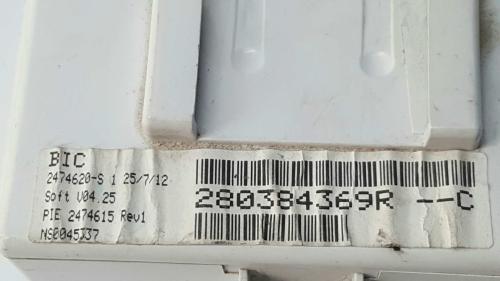 BIC
2474620-S 1 25/7/12
Soft V04.25
PIE 2474615 Rev1
280384369R --C